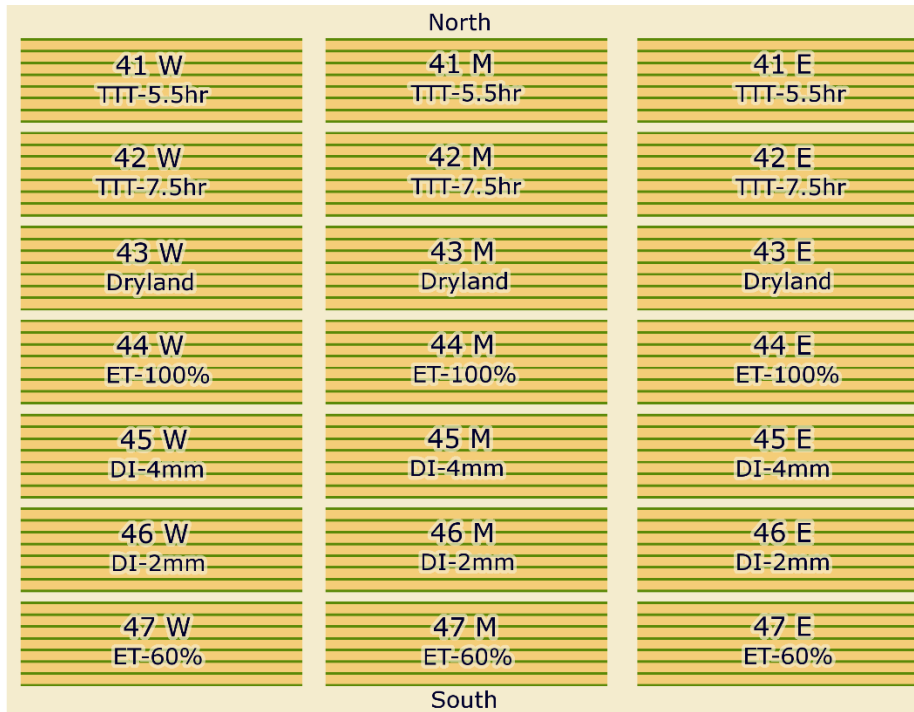 North
41 W
TTT-5.5hr
41 M
TTT-5.5hr
41 E
TTT-5.5hr
42 W
TTT-7.5hr
42 M
TTT-7.5hr
42 E
TTT-7.5hr
43 W
Dryland
43 M
Dryland
43 E
Dryland
44 W
ET-100%
44 M
ET-100%
44 E
ET-100%
45 W
DI-4mm
45 M
DI-4mm
45 E
DI-4mm
46 W
DI-2mm
46 M
DI-2mm
46 E
DI-2mm
47 W
ET-60%
47 M
ET-60%
47 E
ET-60%
South